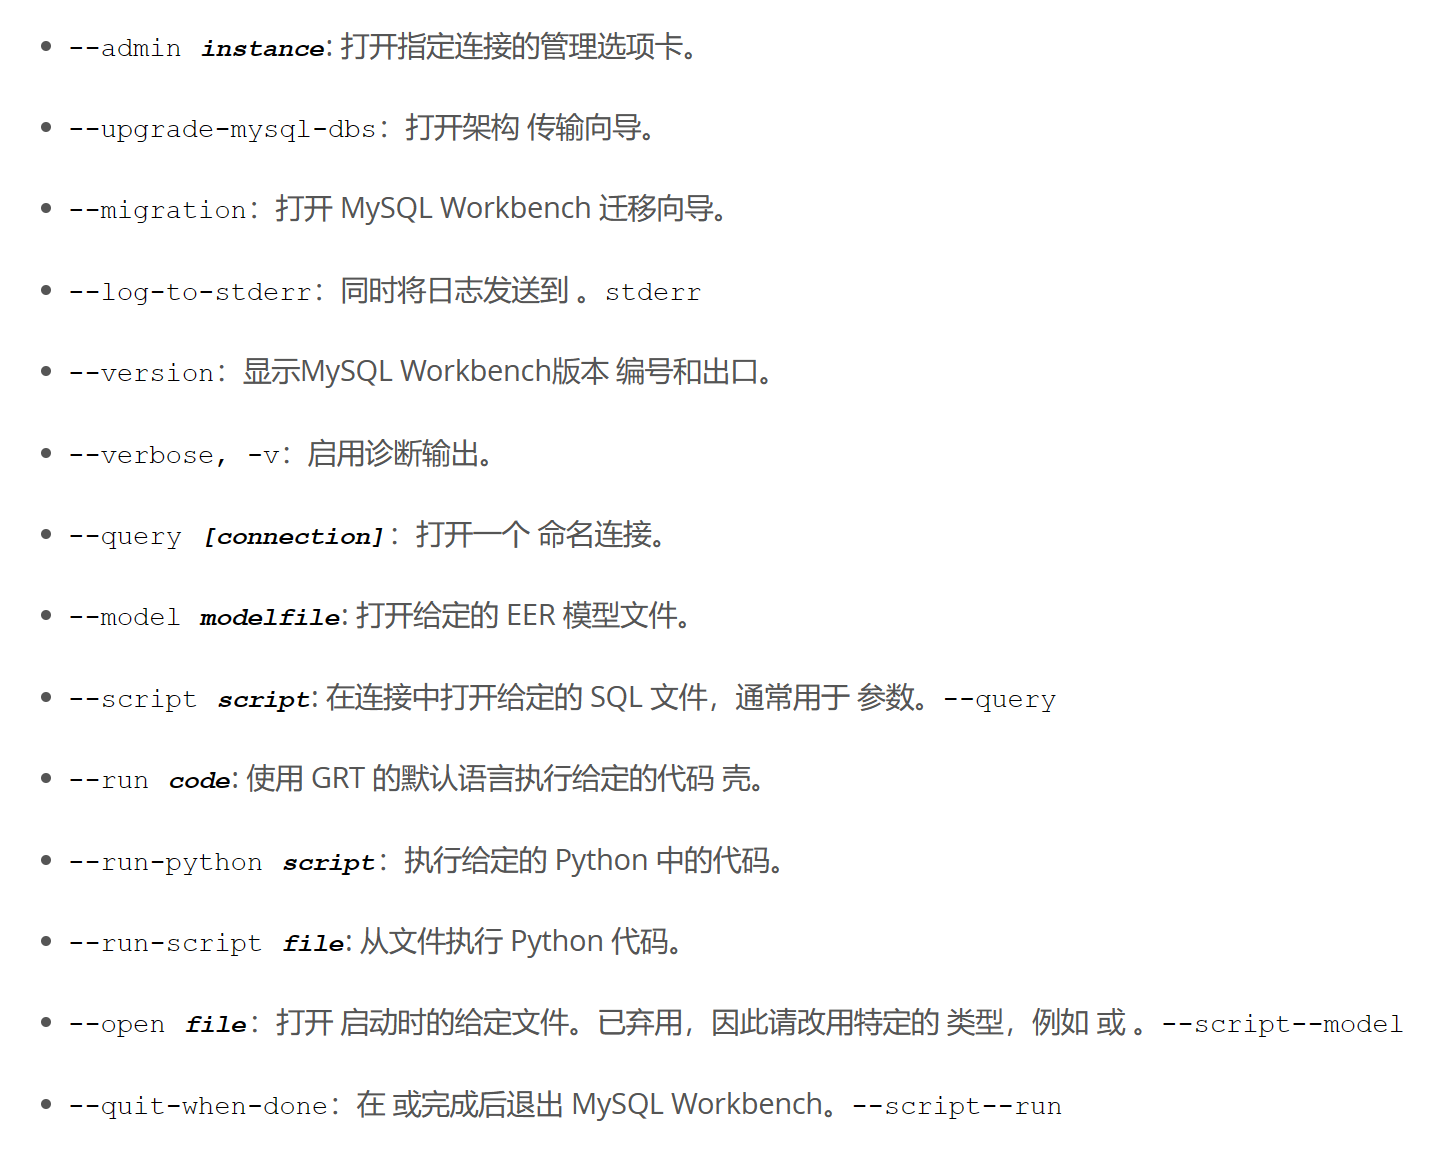 --admin instance: 打开指定连接的管理选项卡。
--upgrade-mysql-dbs：打开架构 传输向导。
--migration：打开 MySQL Workbench 迁移向导。
--log-to-stderr：同时将日志发送到 。stderr
--version：显示MySQL Workbench版本 编号和出口。
--verbose, -v：启用诊断输出。
--query [connection]：打开一个 命名连接。
--model modelfile: 打开给定的 EER 模型文件。
--script script: 在连接中打开给定的 SQL 文件，通常用于 参数。--query
--run code: 使用 GRT 的默认语言执行给定的代码 壳。
--run-python script：执行给定的 Python 中的代码。
--run-script file: 从文件执行 Python 代码。
--open file：打开 启动时的给定文件。已弃用，因此请改用特定的 类型，例如 或 。--script--model
--quit-when-done：在 或完成后退出 MySQL Workbench。--script--run